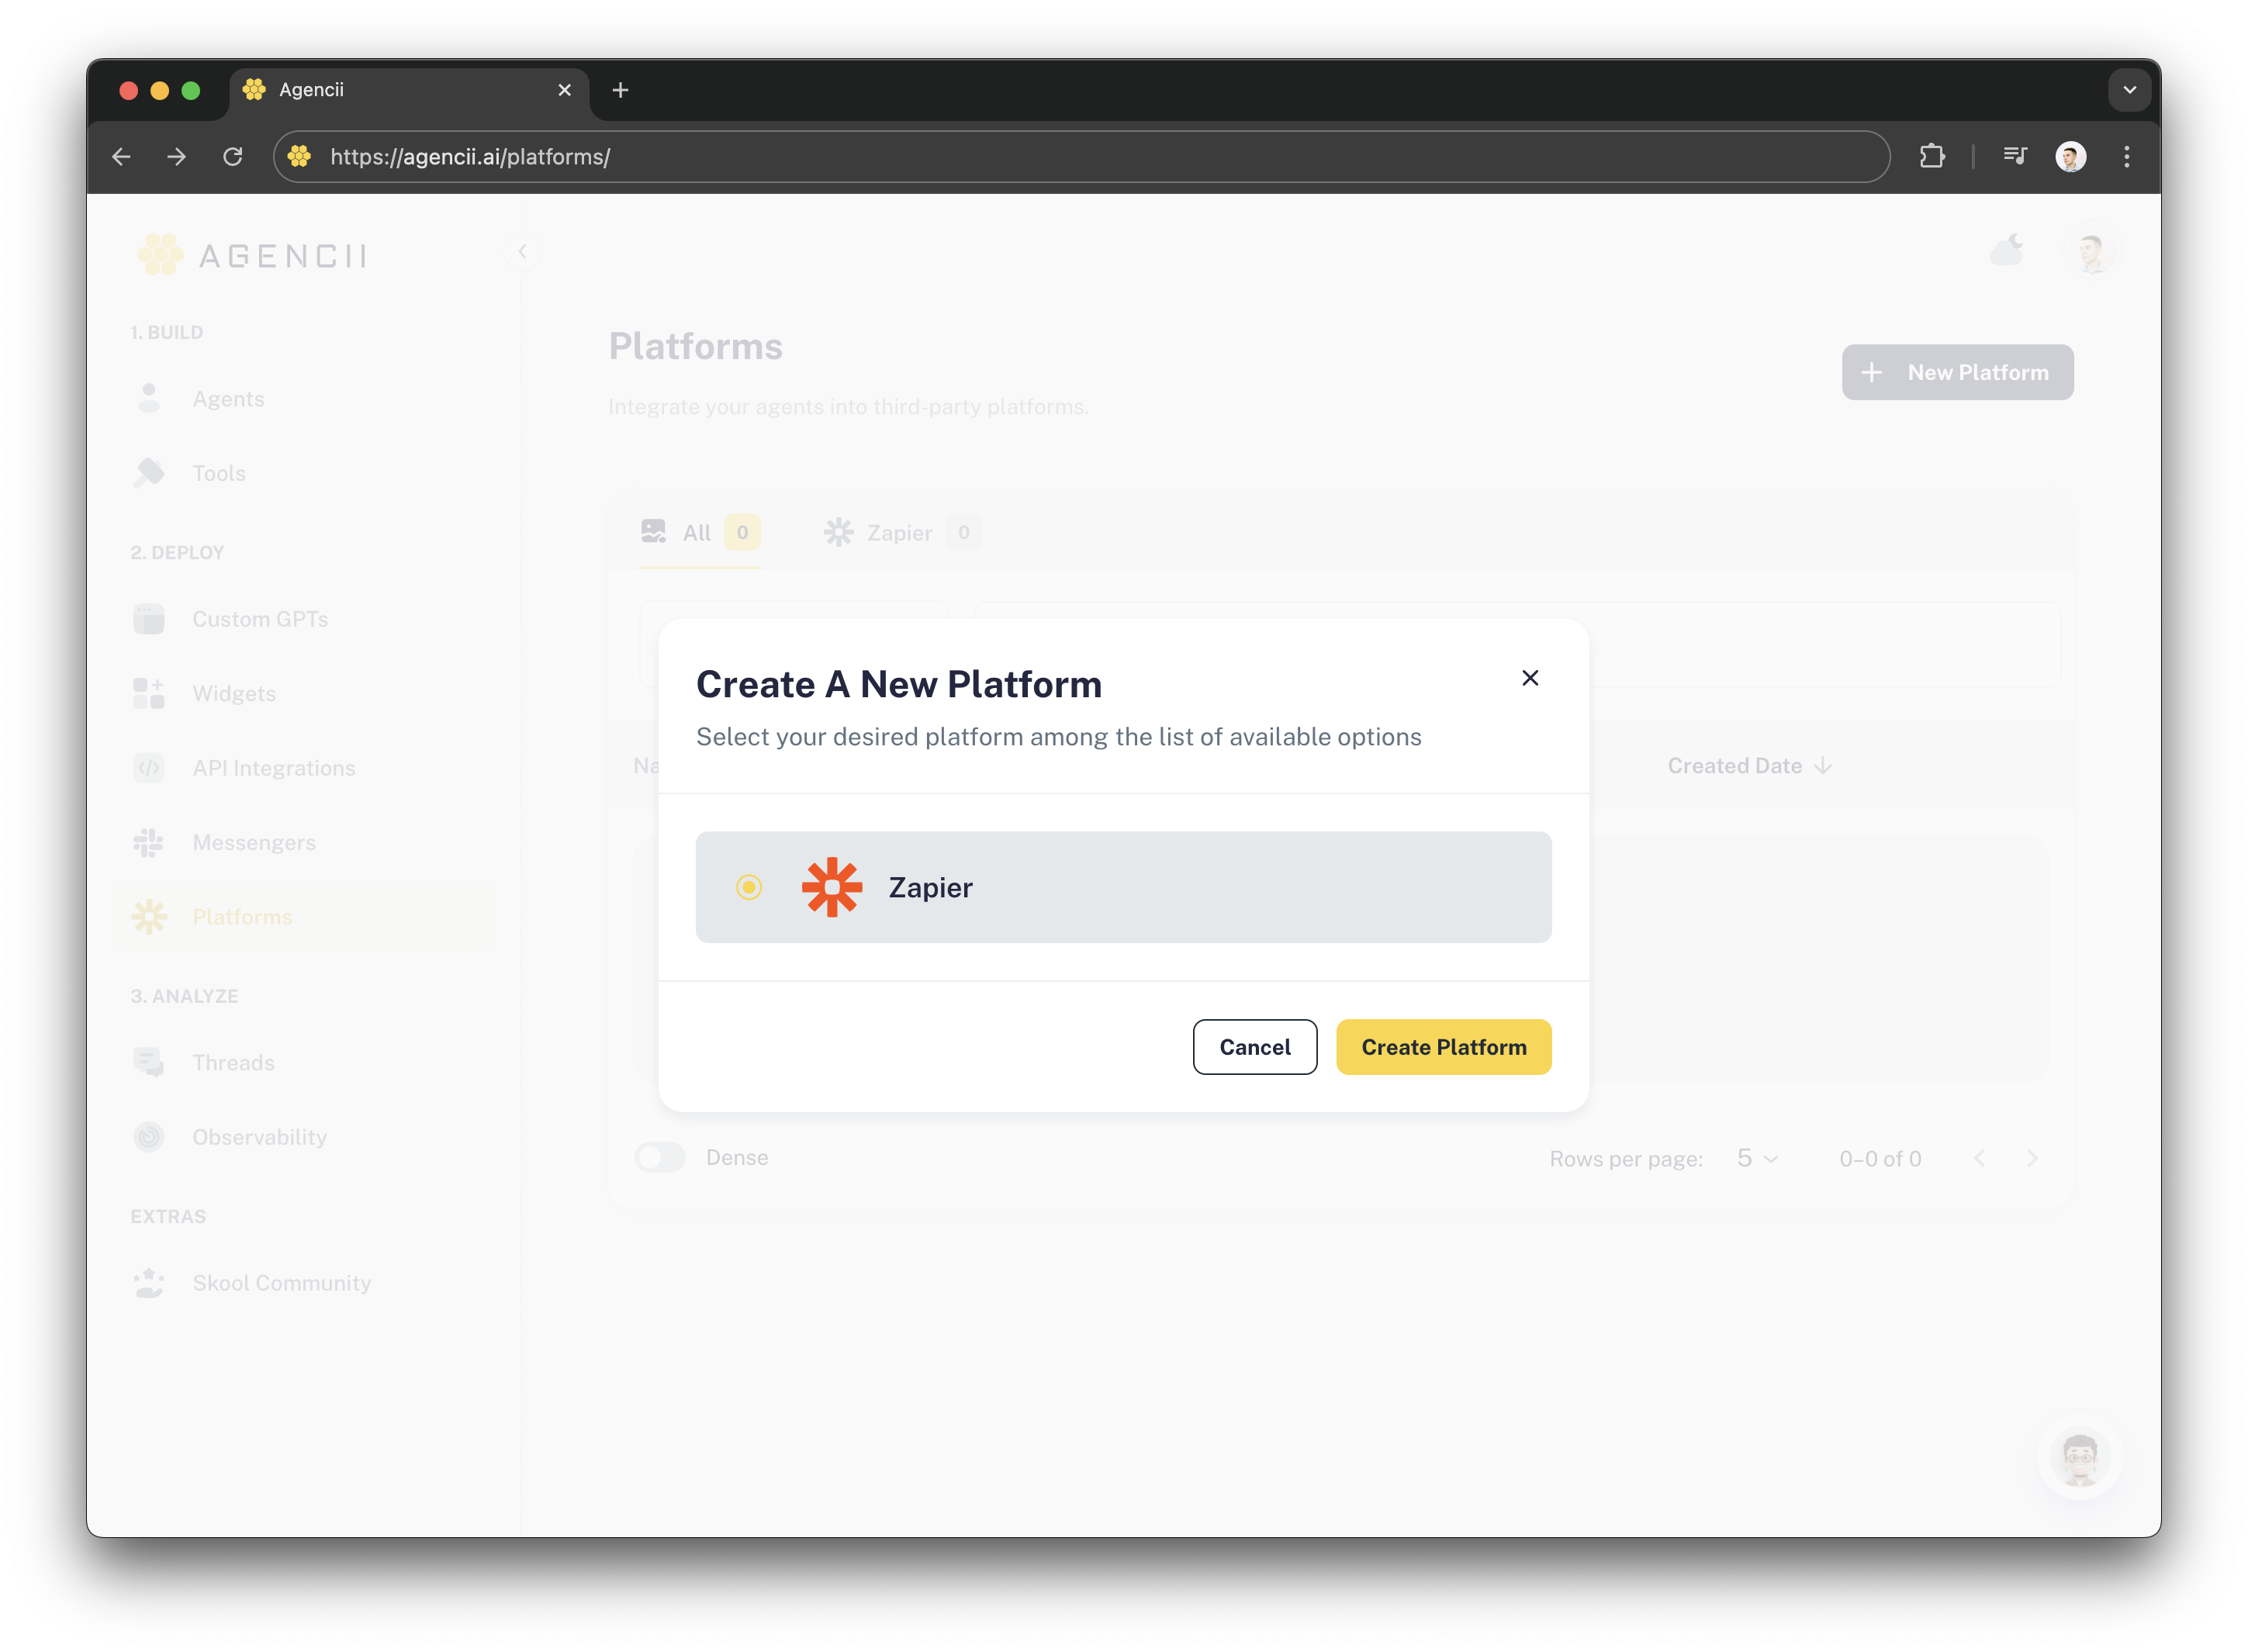 Agencii
https://agencii.ai/platforms/
AGENCII
1. BUILD
Agents
Tools
2. DEPLOY
Custom GPTs
Widgets
API Integrations
Messengers
Platforms
3. ANALYZE
Threads
Observability
EXTRAS
Skool Community
Platforms
Integrate your agents into third-party platforms.
New Platform
All 0 Zapier 0
Na
Created Date
Create A New Platform
Select your desired platform among the list of available options
Zapier
Cancel Create Platform
Dense
Rows per page: 5 0–0 of 0